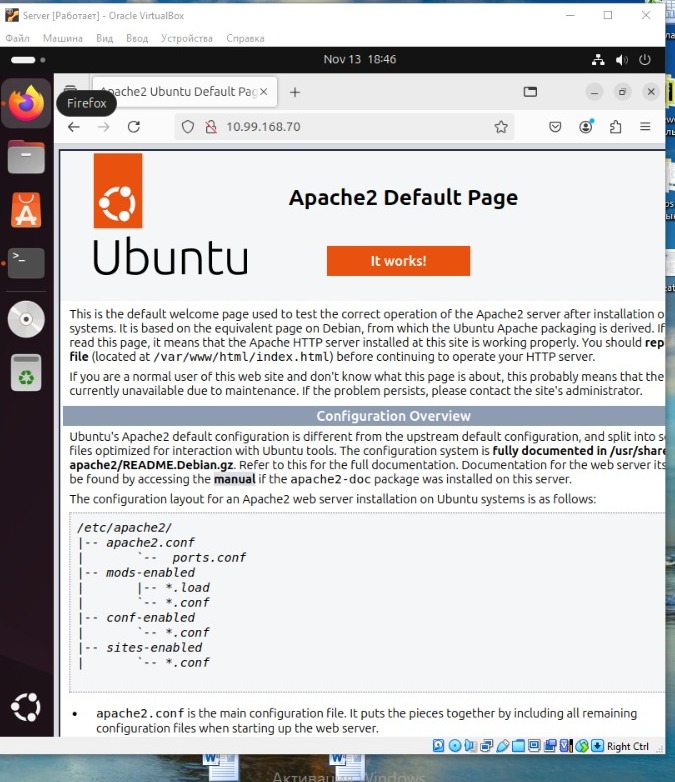 Server [Работает] - Oracle VirtualBox
Файл Машина Вид Ввод Устройства Справка
Nov 13 18:46
Apache2 Ubuntu Default Pag
Firefox
10.99.168.70
Apache2 Default Page
Ubuntu
It works!
This is the default welcome page used to test the correct operation of the Apache2 server after installation o
systems. It is based on the equivalent page on Debian, from which the Ubuntu Apache packaging is derived. If
read this page, it means that the Apache HTTP server installed at this site is working properly. You should rep
file (located at /var/www/html/index.html) before continuing to operate your HTTP server.
If you are a normal user of this web site and don't know what this page is about, this probably means that the
currently unavailable due to maintenance. If the problem persists, please contact the site's administrator.
Configuration Overview
Ubuntu's Apache2 default configuration is different from the upstream default configuration, and split into s
files optimized for interaction with Ubuntu tools. The configuration system is fully documented in /usr/share
apache2/README.Debian.gz. Refer to this for the full documentation. Documentation for the web server its
be found by accessing the manual if the apache2-doc package was installed on this server.
The configuration layout for an Apache2 web server installation on Ubuntu systems is as follows:
/etc/apache2/
|-- apache2.conf
|       `--  ports.conf
|-- mods-enabled
|       |-- *.load
|       `-- *.conf
|-- conf-enabled
|       `-- *.conf
|-- sites-enabled
|       `-- *.conf
• apache2.conf is the main configuration file. It puts the pieces together by including all remaining
configuration files when starting up the web server.
Right Ctrl
Активация Windows